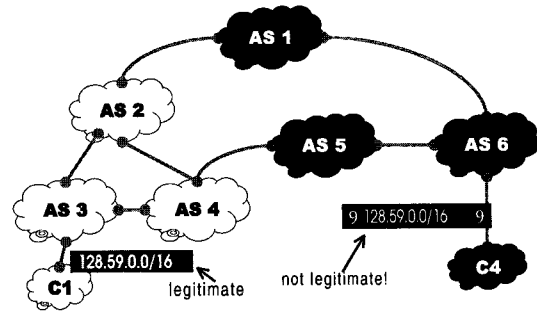 AS 1
AS 2
AS 5
AS 6
AS 3
AS 4
9 128.59.0.0/16 9
128.59.0.0/16
C1
legitimate
not legitimate!
C4